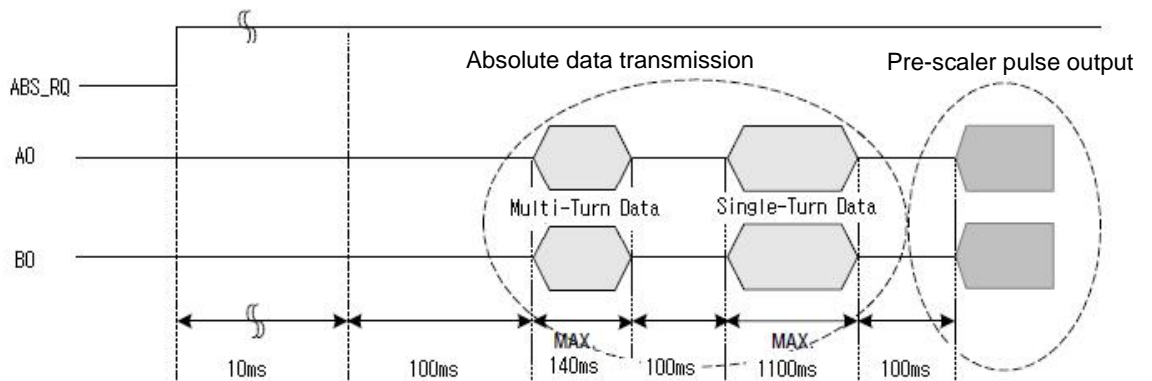 Absolute data transmission
Pre-scaler pulse output
ABS_RQ
AO
Multi-Turn Data
Single-Turn Data
BO
MAX.
MAX.
10ms
100ms
140ms
100ms
1100ms
100ms